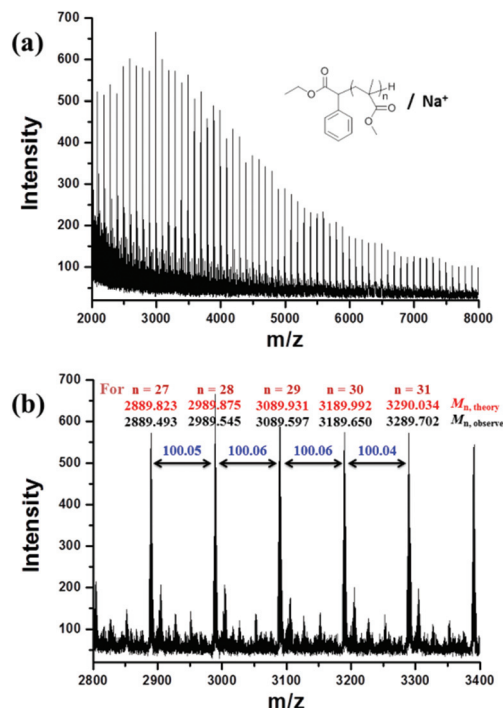 (a)
700
600
500
400
300
200
100
Intensity
O
O
n
H
O
O
/ Na⁺
2000 3000 4000 5000 6000 7000 8000
m/z
(b)
For n = 27 n = 28 n = 29 n = 30 n = 31
2889.823 2989.875 3089.931 3189.992 3290.034 Mn, theory
2889.493 2989.545 3089.597 3189.650 3289.702 Mn, observe
100.05 100.06 100.06 100.04
700
600
500
400
300
200
100
Intensity
2800 2900 3000 3100 3200 3300 3400
m/z